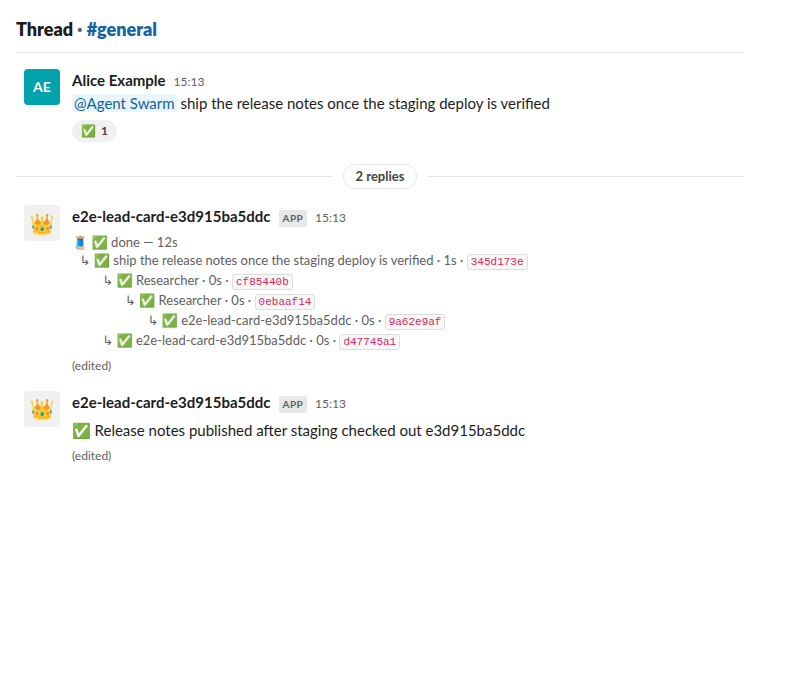 Thread • #general
AE
Alice Example 15:13
@Agent Swarm ship the release notes once the staging deploy is verified
✅ 1
2 replies
e2e-lead-card-e3d915ba5ddc APP 15:13
🧵 ✅ done — 12s
↳ ✅ ship the release notes once the staging deploy is verified · 1s · 345d173e
↳ ✅ Researcher · 0s · cf85440b
↳ ✅ Researcher · 0s · 0ebaaf14
↳ ✅ e2e-lead-card-e3d915ba5ddc · 0s · 9a62e9af
↳ ✅ e2e-lead-card-e3d915ba5ddc · 0s · d47745a1
(edited)
e2e-lead-card-e3d915ba5ddc APP 15:13
✅ Release notes published after staging checked out e3d915ba5ddc
(edited)